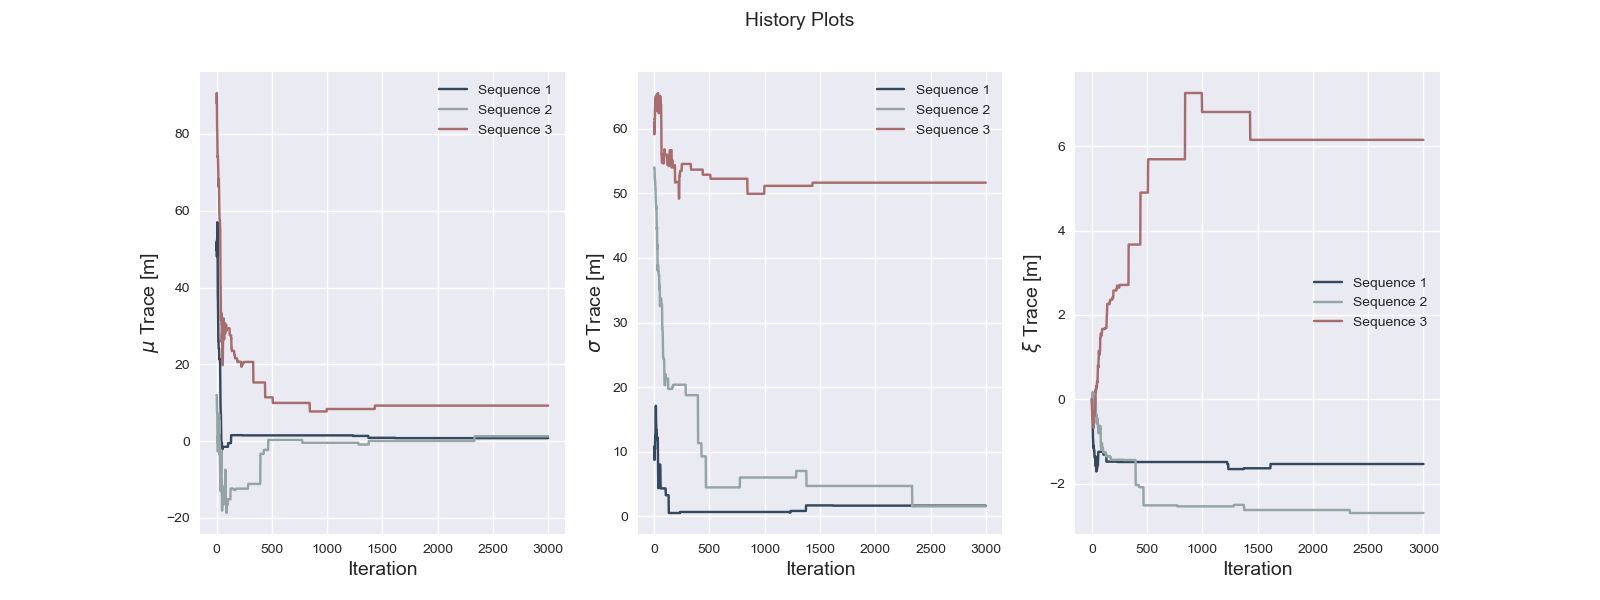 History Plots
μ Trace [m]
80
60
40
20
0
−20
0 500 1000 1500 2000 2500 3000
Iteration
Sequence 1
Sequence 2
Sequence 3
σ Trace [m]
60
50
40
30
20
10
0
0 500 1000 1500 2000 2500 3000
Iteration
Sequence 1
Sequence 2
Sequence 3
ξ Trace [m]
6
4
2
0
−2
0 500 1000 1500 2000 2500 3000
Iteration
Sequence 1
Sequence 2
Sequence 3